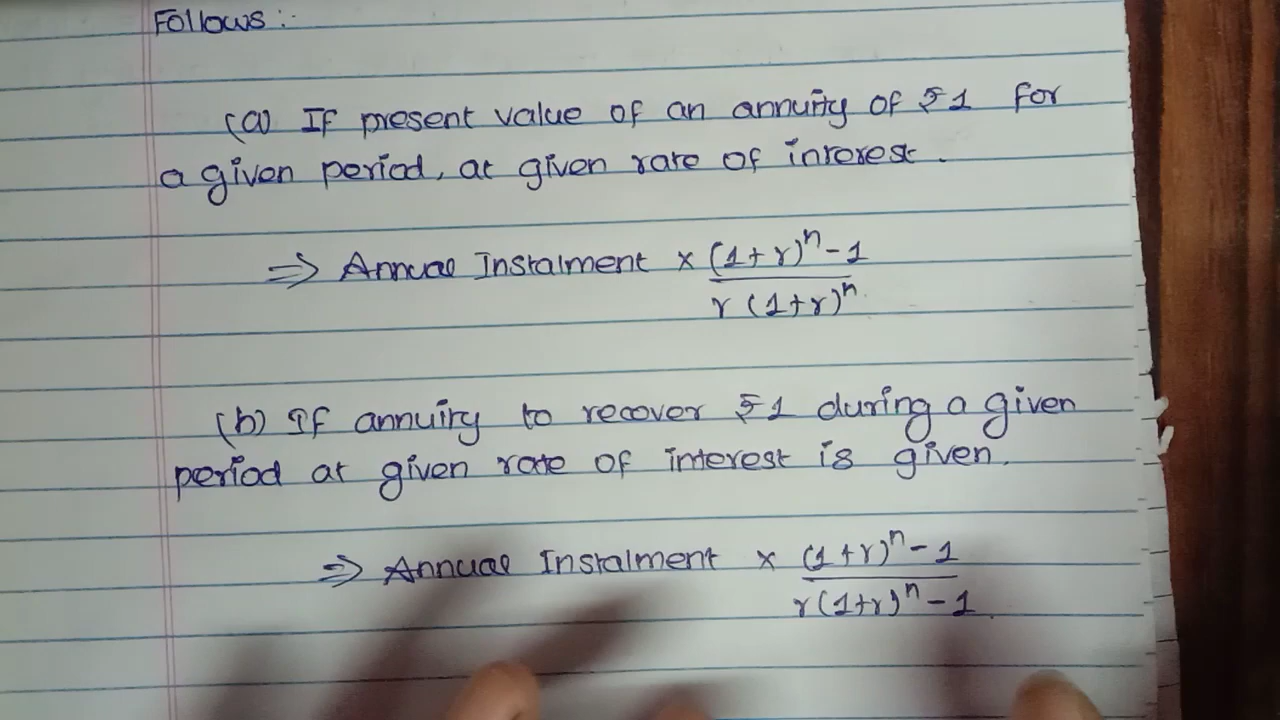 Follows :-
(a) If present value of an annuity of ₹1 for
a given period, at given rate of interest.
=> Annual Instalment × (1+r)^n - 1 / r (1+r)^n
(b) If annuity to recover ₹1 during a given
period at given rate of interest is given.
=> Annual Instalment × (1+r)^n - 1 / r(1+r)^n - 1